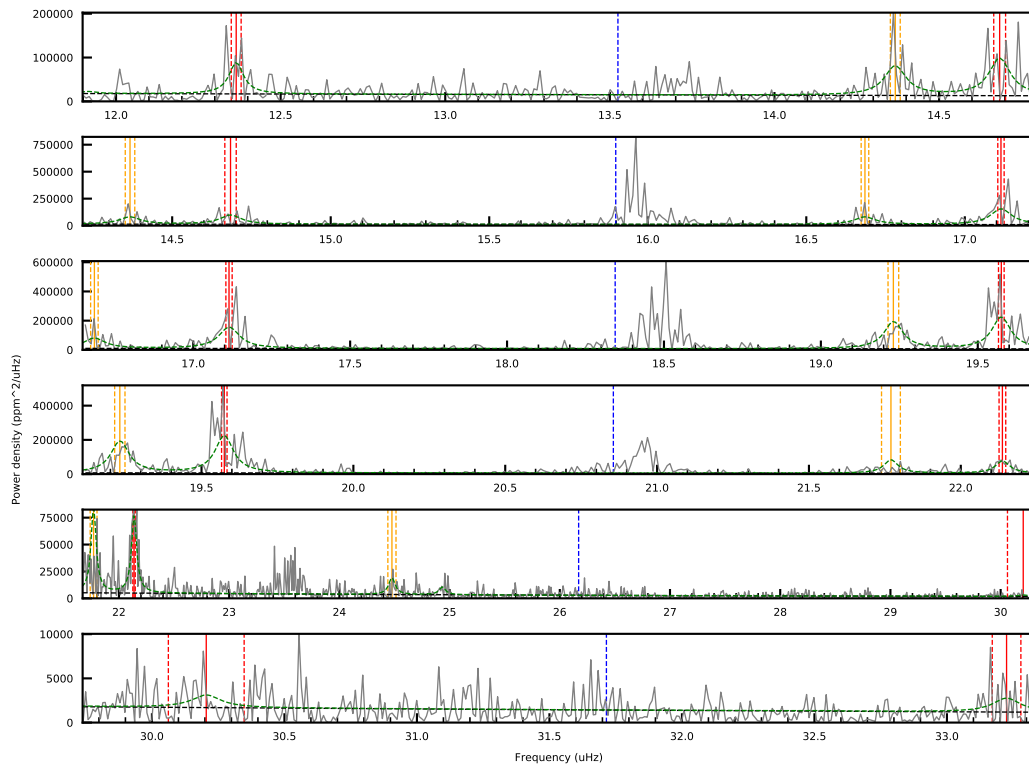 200000
100000
0
12.0 12.5 13.0 13.5 14.0 14.5
750000
500000
250000
0
14.5 15.0 15.5 16.0 16.5 17.0
600000
400000
200000
0
17.0 17.5 18.0 18.5 19.0 19.5
Power density (ppm^2/uHz)
400000
200000
0
19.5 20.0 20.5 21.0 21.5 22.0
75000
50000
25000
0
22 23 24 25 26 27 28 29 30
10000
5000
0
30.0 30.5 31.0 31.5 32.0 32.5 33.0
Frequency (uHz)